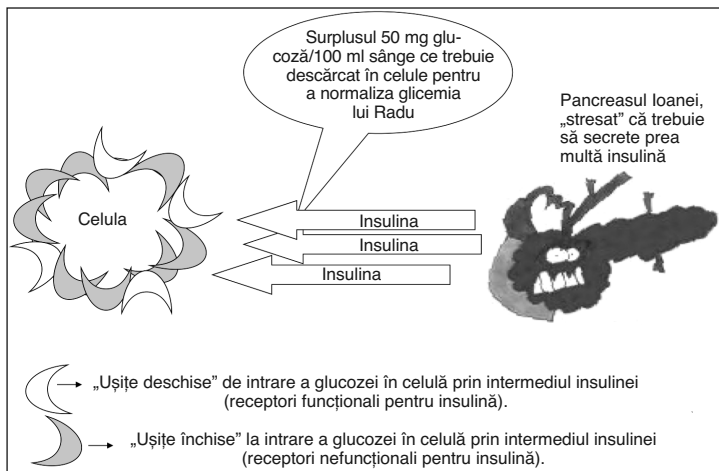 Surplusul 50 mg glu-
coză/100 ml sânge ce trebuie
descărcat în celule pentru
a normaliza glicemia
lui Radu
Pancreasul Ioanei,
„stresat” că trebuie
să secrete prea
multă insulină
Celula
Insulina
Insulina
Insulina
„Ușițe deschise” de intrare a glucozei în celulă prin intermediul insulinei
(receptori funcționali pentru insulină).
„Ușițe închise” la intrare a glucozei în celulă prin intermediul insulinei
(receptori nefuncționali pentru insulină).